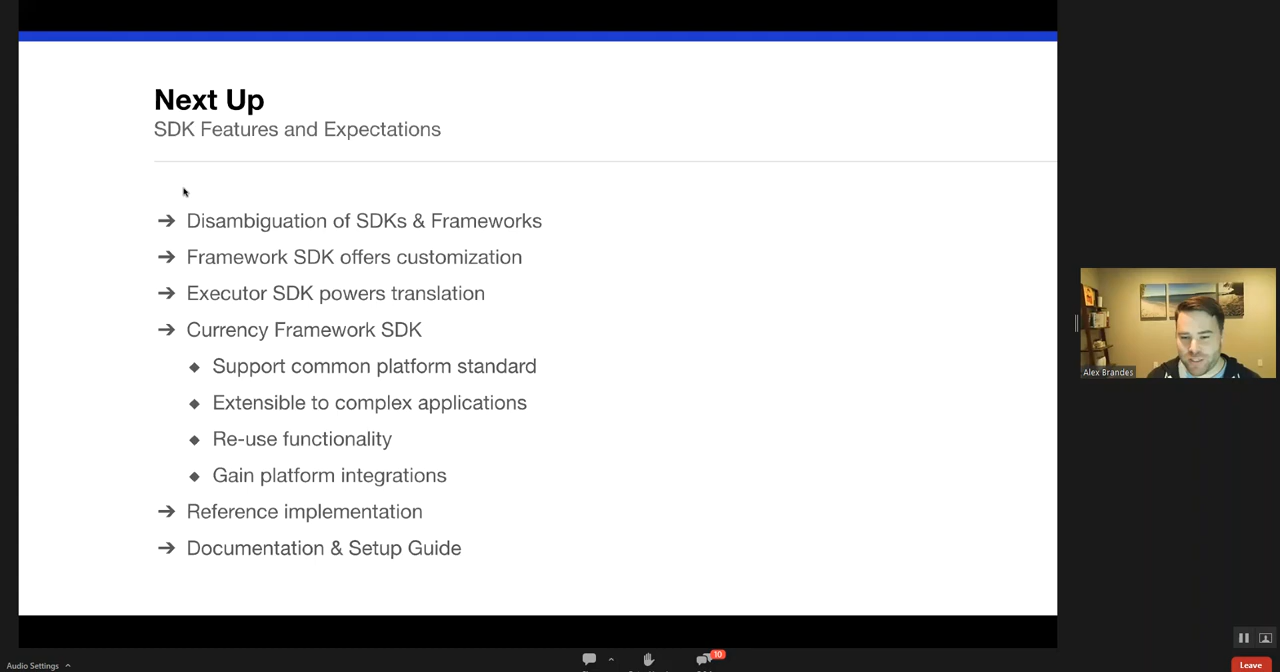 Next Up
SDK Features and Expectations
➔ Disambiguation of SDKs & Frameworks
➔ Framework SDK offers customization
➔ Executor SDK powers translation
➔ Currency Framework SDK
◆ Support common platform standard
◆ Extensible to complex applications
◆ Re-use functionality
◆ Gain platform integrations
➔ Reference implementation
➔ Documentation & Setup Guide
Alex Brandes
Audio Settings
10
Leave